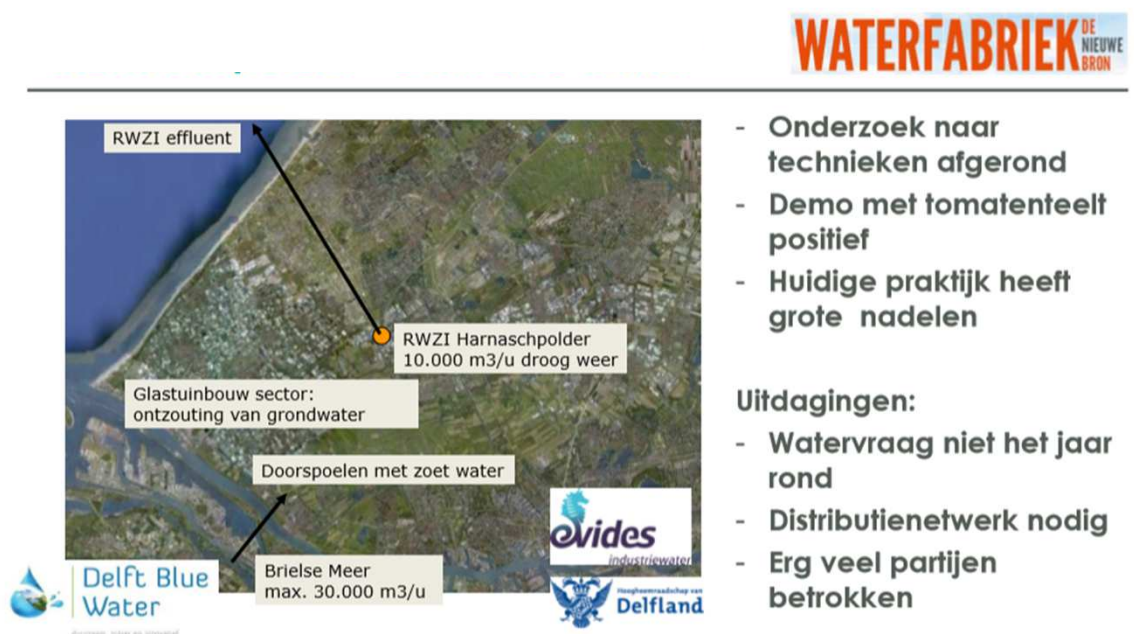 WATERFABRIEK
DE
NIEUWE
BRON
RWZI effluent
RWZI Harnaschpolder
10.000 m3/u droog weer
Glastuinbouw sector:
ontzouting van grondwater
Doorspoelen met zoet water
Brielse Meer
max. 30.000 m3/u
evides
industriewater
Delft Blue
Water
Hoogheemraadschap van
Delfland
- Onderzoek naar
technieken afgerond
- Demo met tomatenteelt
positief
- Huidige praktijk heeft
grote nadelen
Uitdagingen:
- Watervraag niet het jaar
rond
- Distributienetwerk nodig
- Erg veel partijen
betrokken